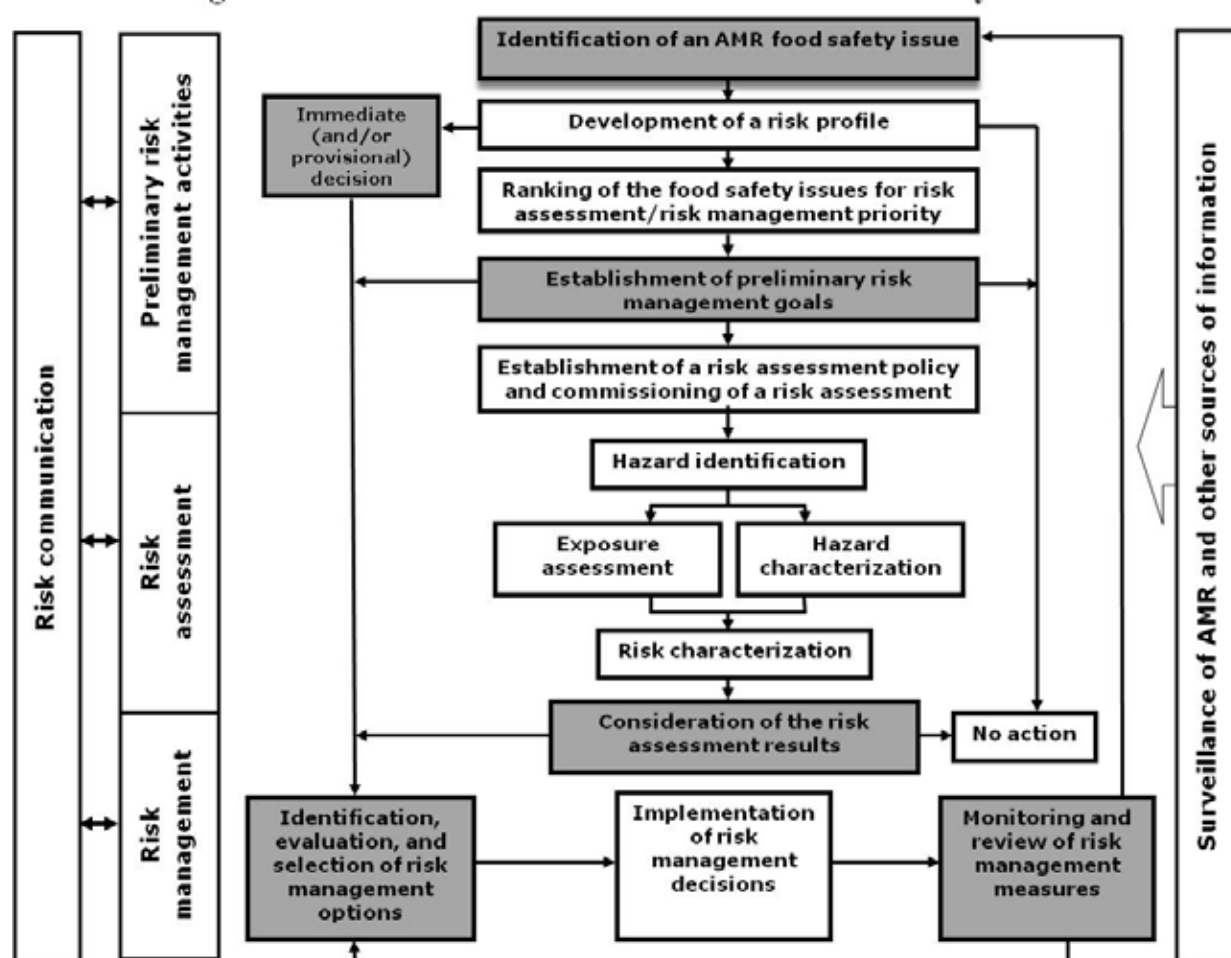 Identification of an AMR food safety issue
Immediate
(and/or
provisional)
decision
Development of a risk profile
Ranking of the food safety issues for risk
assessment/risk management priority
Establishment of preliminary risk
management goals
Establishment of a risk assessment policy
and commissioning of a risk assessment
Hazard identification
Exposure
assessment
Hazard
characterization
Risk characterization
Consideration of the risk
assessment results
No action
Identification,
evaluation, and
selection of risk
management
options
Implementation
of risk
management
decisions
Monitoring and
review of risk
management
measures
Risk communication
Preliminary risk
management activities
Risk
assessment
Risk
management
Surveillance of AMR and other sources of information